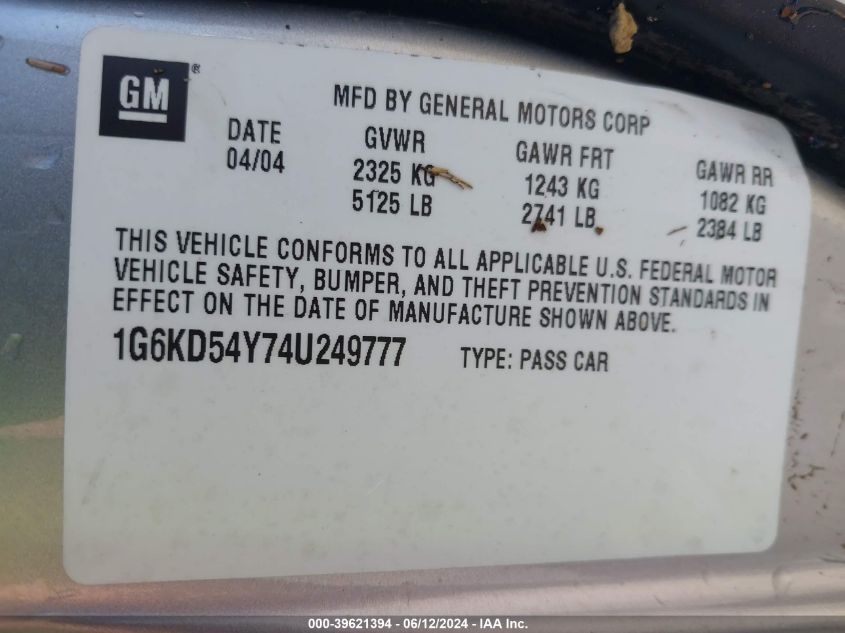 GM®
MFD BY GENERAL MOTORS CORP
DATE GVWR GAWR FRT GAWR RR
04/04 2325 KG 1243 KG 1082 KG
5125 LB 2741 LB 2384 LB
THIS VEHICLE CONFORMS TO ALL APPLICABLE U.S. FEDERAL MOTOR
VEHICLE SAFETY, BUMPER, AND THEFT PREVENTION STANDARDS IN
EFFECT ON THE DATE OF MANUFACTURE SHOWN ABOVE.
1G6KD54Y74U249777 TYPE: PASS CAR
000-39621394 - 06/12/2024 - IAA Inc.